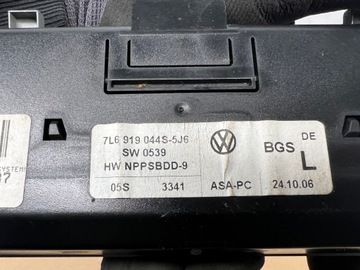 7L6 919 044S-5J6
SW 0539
HW NPPSBDD-9
05S 3341
ASA-PC
BGS
DE
L
24.10.06